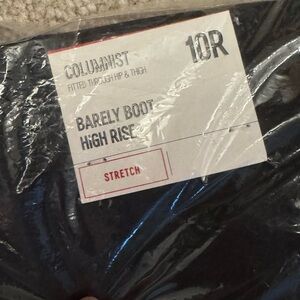 COLUMNIST 10R
FITTED THROUGH HIP & THIGH
BARELY BOOT
HIGH RISE
STRETCH